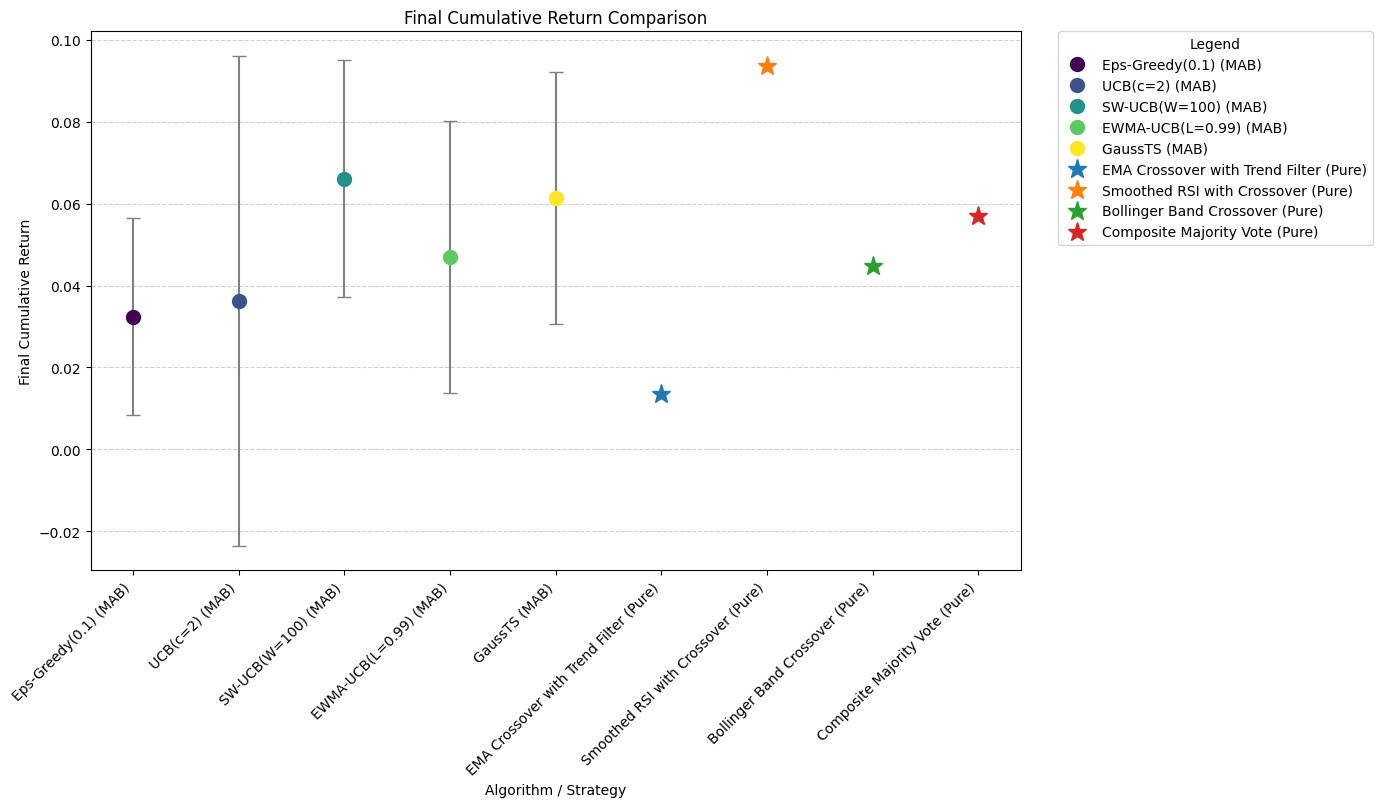 Final Cumulative Return Comparison
0.10
0.08
0.06
0.04
0.02
0.00
−0.02
Final Cumulative Return
Eps-Greedy(0.1) (MAB)
UCB(c=2) (MAB)
SW-UCB(W=100) (MAB)
EWMA-UCB(L=0.99) (MAB)
GaussTS (MAB)
EMA Crossover with Trend Filter (Pure)
Smoothed RSI with Crossover (Pure)
Bollinger Band Crossover (Pure)
Composite Majority Vote (Pure)
Algorithm / Strategy
Legend
Eps-Greedy(0.1) (MAB)
UCB(c=2) (MAB)
SW-UCB(W=100) (MAB)
EWMA-UCB(L=0.99) (MAB)
GaussTS (MAB)
EMA Crossover with Trend Filter (Pure)
Smoothed RSI with Crossover (Pure)
Bollinger Band Crossover (Pure)
Composite Majority Vote (Pure)